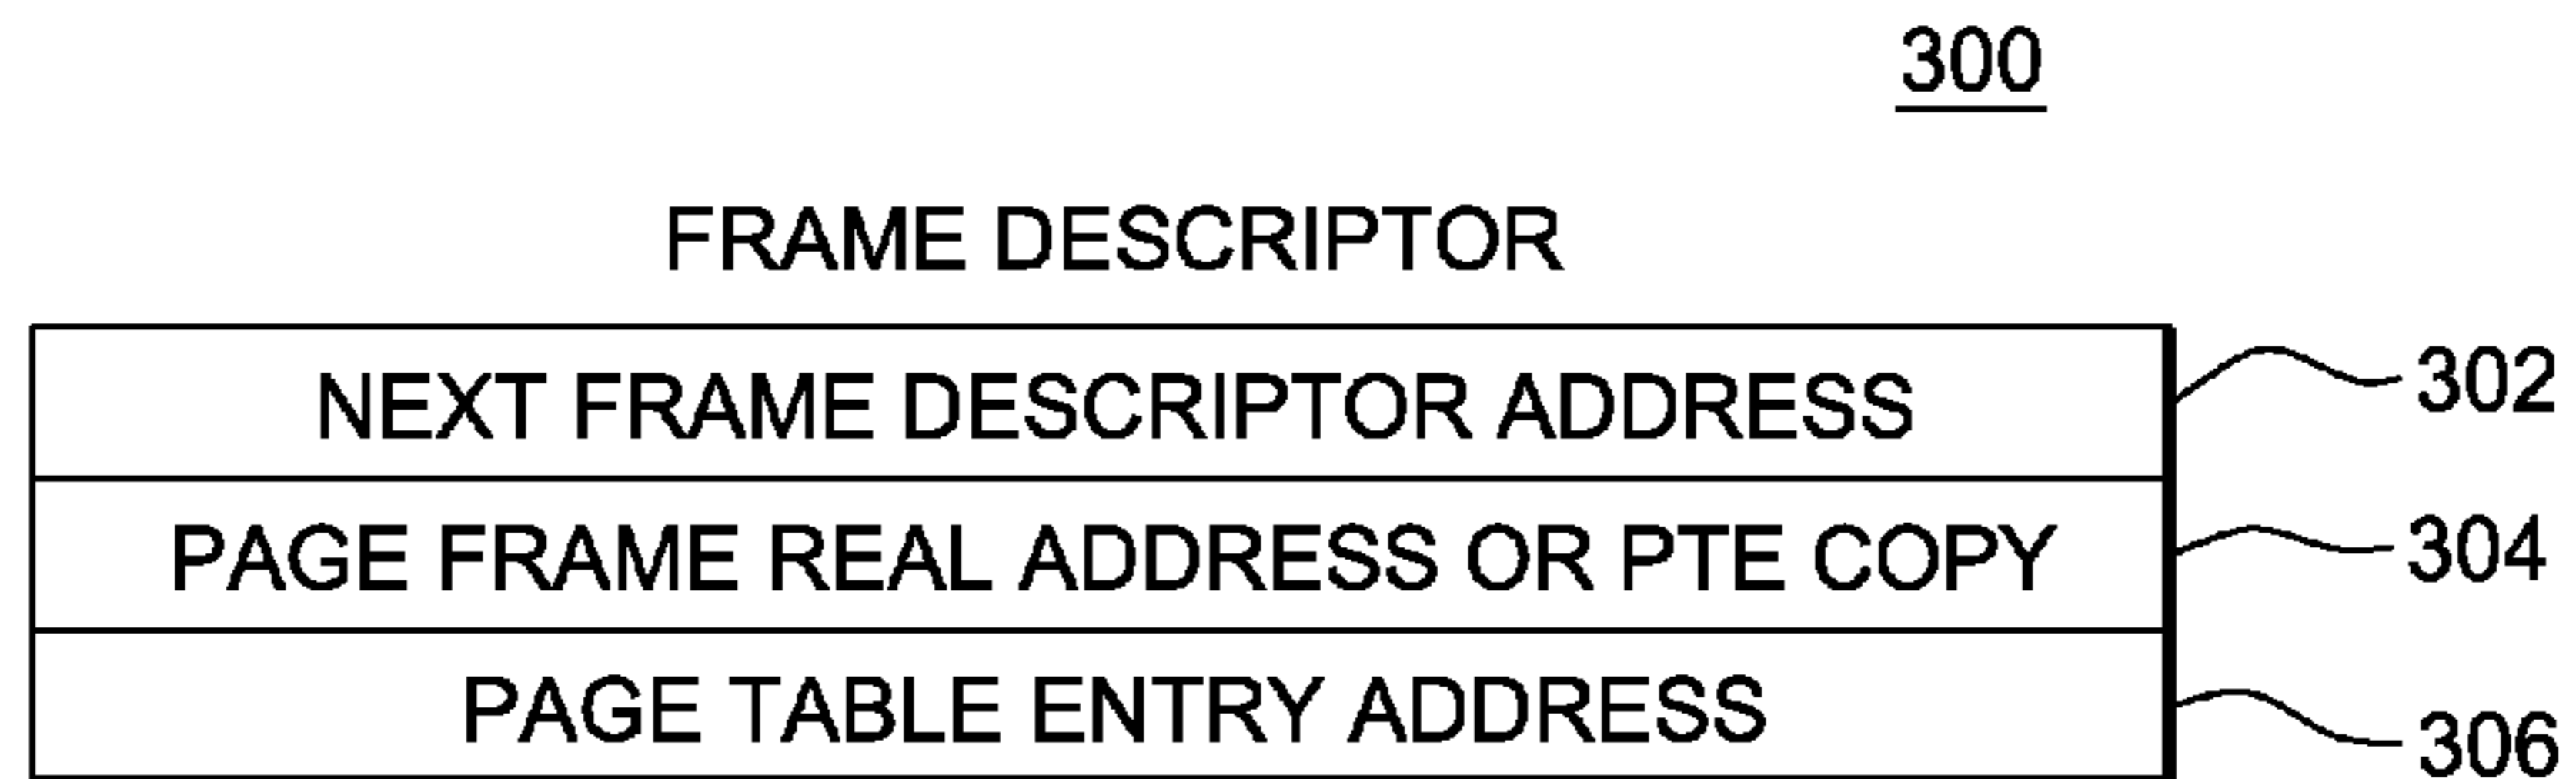 300
FRAME DESCRIPTOR
NEXT FRAME DESCRIPTOR ADDRESS 302
PAGE FRAME REAL ADDRESS OR PTE COPY 304
PAGE TABLE ENTRY ADDRESS 306